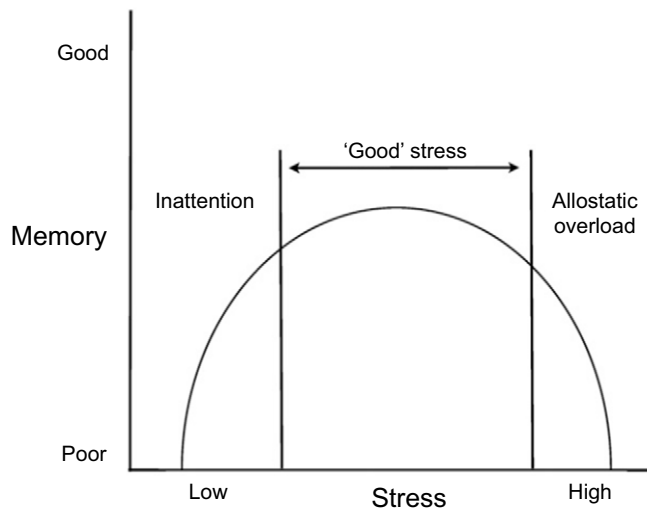 Good
‘Good’ stress
Inattention
Allostatic
overload
Memory
Poor
Low
Stress
High